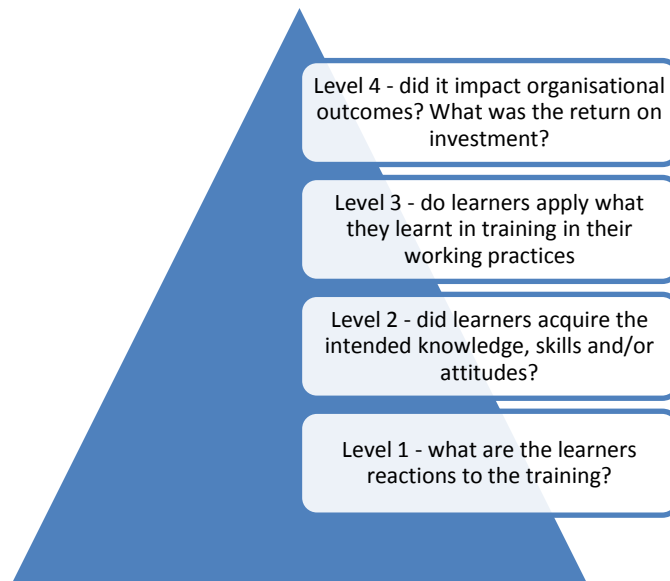 Level 4 - did it impact organisational
outcomes? What was the return on
investment?
Level 3 - do learners apply what
they learnt in training in their
working practices
Level 2 - did learners acquire the
intended knowledge, skills and/or
attitudes?
Level 1 - what are the learners
reactions to the training?